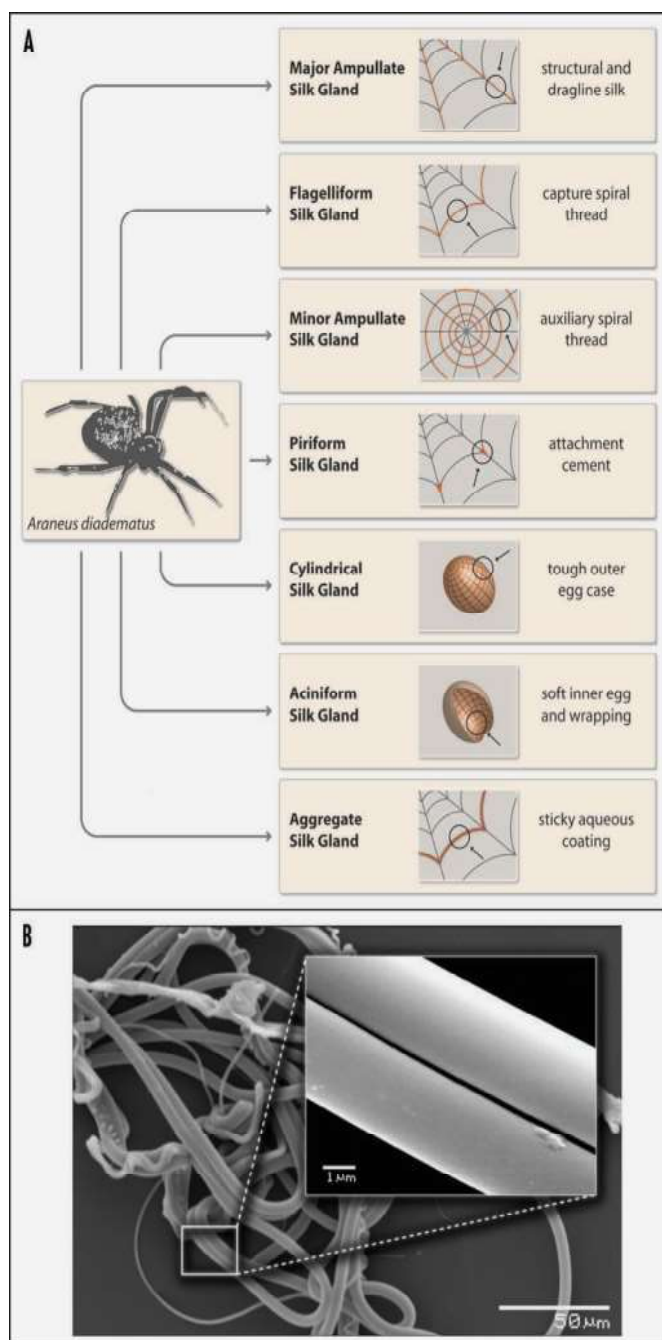 A
Major Ampullate
Silk Gland
structural and
dragline silk
Flagelliform
Silk Gland
capture spiral
thread
Minor Ampullate
Silk Gland
auxiliary spiral
thread
Araneus diadematus
Piriform
Silk Gland
attachment
cement
Cylindrical
Silk Gland
tough outer
egg case
Aciniform
Silk Gland
soft inner egg
and wrapping
Aggregate
Silk Gland
sticky aqueous
coating
B
1 µm
50 µm